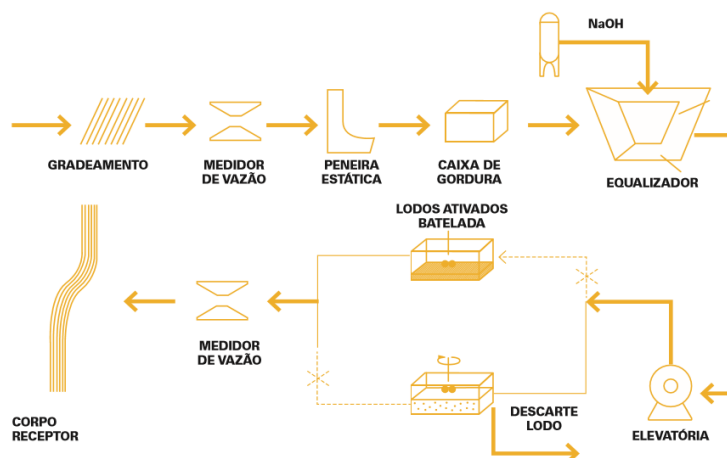 NaOH
GRADEAMENTO
MEDIDOR
DE VAZÃO
PENEIRA
ESTÁTICA
CAIXA DE
GORDURA
EQUALIZADOR
LODOS ATIVADOS
BATELADA
MEDIDOR
DE VAZÃO
CORPO
RECEPTOR
DESCARTE
LODO
ELEVATÓRIA